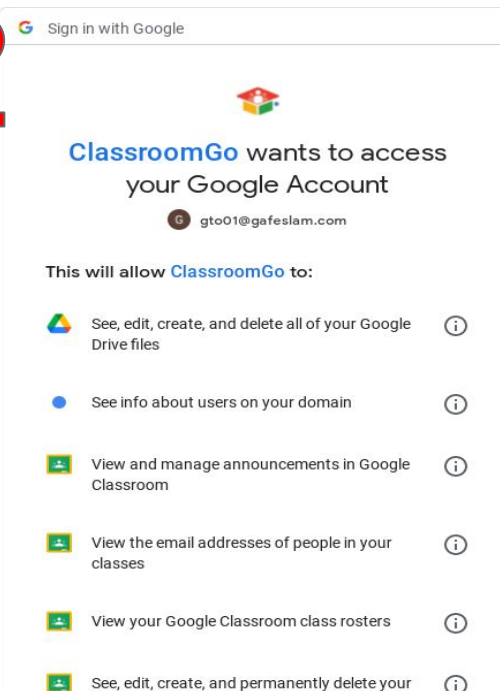 Sign in with Google
ClassroomGo wants to access
your Google Account
G gto01@gafeslam.com
This will allow ClassroomGo to:
See, edit, create, and delete all of your Google
Drive files
See info about users on your domain
View and manage announcements in Google
Classroom
View the email addresses of people in your
classes
View your Google Classroom class rosters
See, edit, create, and permanently delete your